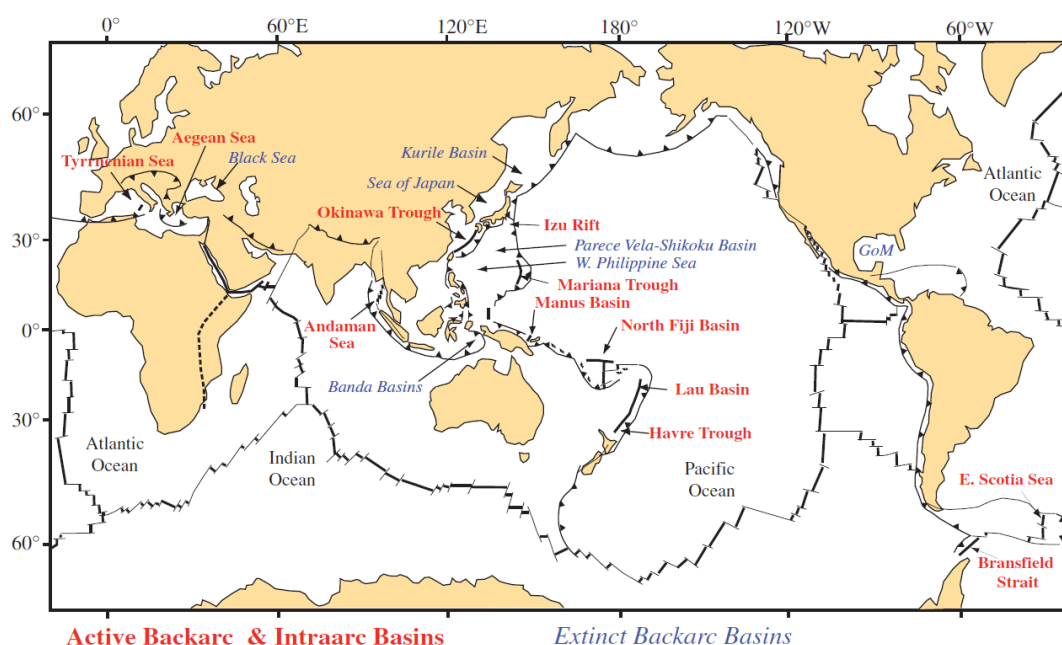 0°
60°E
120°E
180°
120°W
60°W
60°
30°
0°
30°
60°
Aegean Sea
Tyrrhenian Sea
Black Sea
Kurile Basin
Sea of Japan
Okinawa Trough
Izu Rift
Parece Vela-Shikoku Basin
W. Philippine Sea
Mariana Trough
Manus Basin
North Fiji Basin
Andaman
Sea
Banda Basins
Lau Basin
Havre Trough
Atlantic
Ocean
GoM
Atlantic
Ocean
Indian
Ocean
Pacific
Ocean
E. Scotia Sea
Bransfield
Strait
Active Backarc & Intraarc Basins
Extinct Backarc Basins